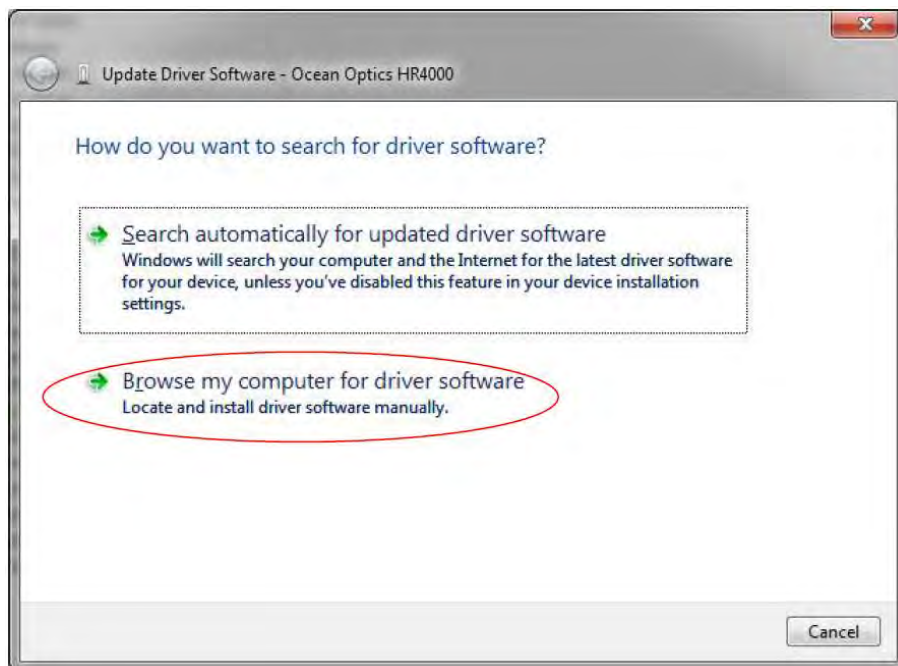 Update Driver Software - Ocean Optics HR4000
How do you want to search for driver software?
Search automatically for updated driver software
Windows will search your computer and the Internet for the latest driver software
for your device, unless you've disabled this feature in your device installation
settings.
Browse my computer for driver software
Locate and install driver software manually.
Cancel